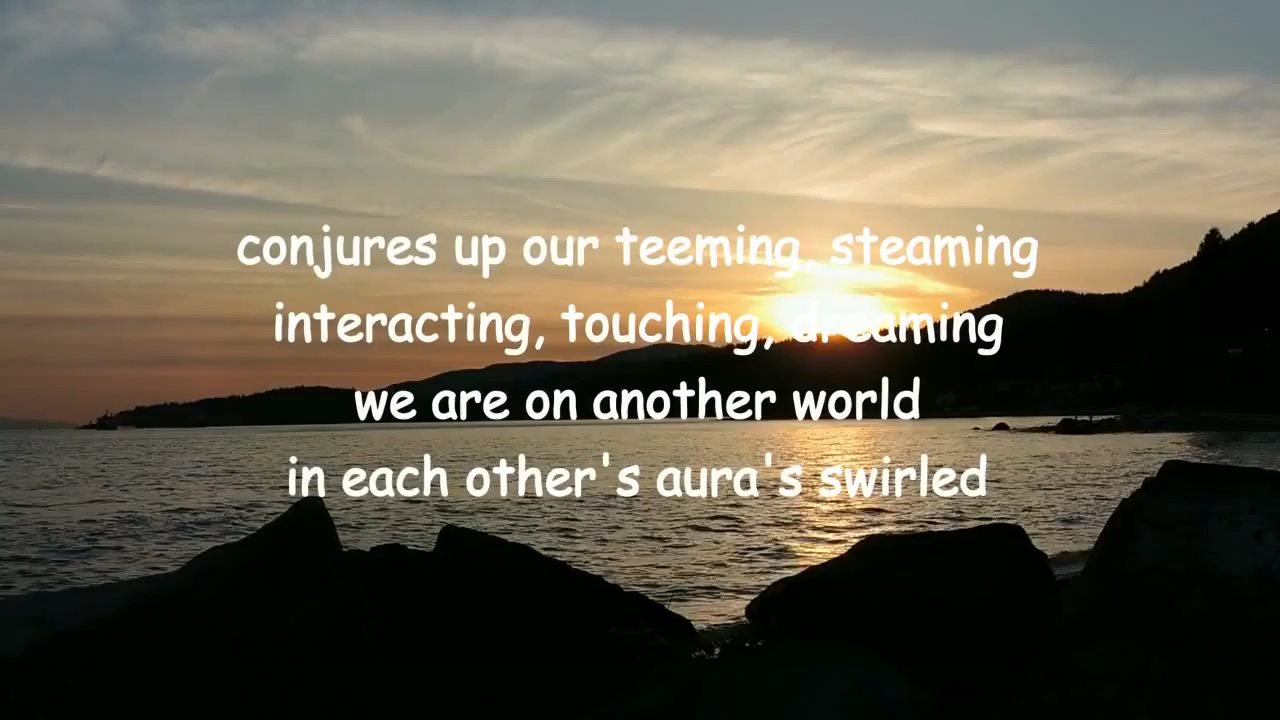 conjures up our teeming, steaming
interacting, touching, dreaming
we are on another world
in each other's aura's swirled